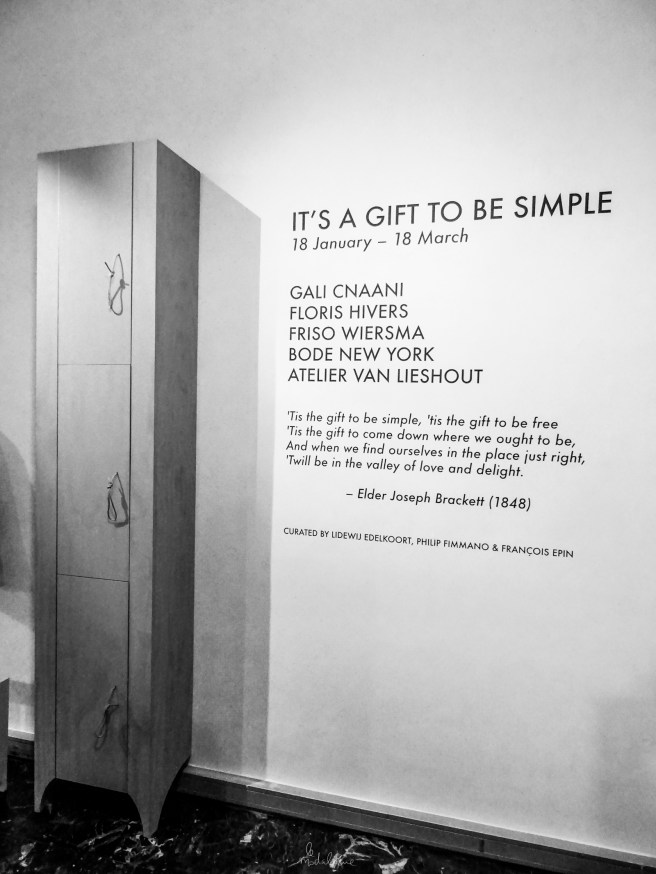 IT'S A GIFT TO BE SIMPLE
18 January – 18 March
GALI CNAANI
FLORIS HIVERS
FRISO WIERSMA
BODE NEW YORK
ATELIER VAN LIESHOUT
'Tis the gift to be simple, 'tis the gift to be free
'Tis the gift to come down where we ought to be,
And when we find ourselves in the place just right,
'Twill be in the valley of love and delight.
– Elder Joseph Brackett (1848)
CURATED BY LIDEWIJ EDELKOORT, PHILIP FIMMANO & FRANÇOIS EPIN